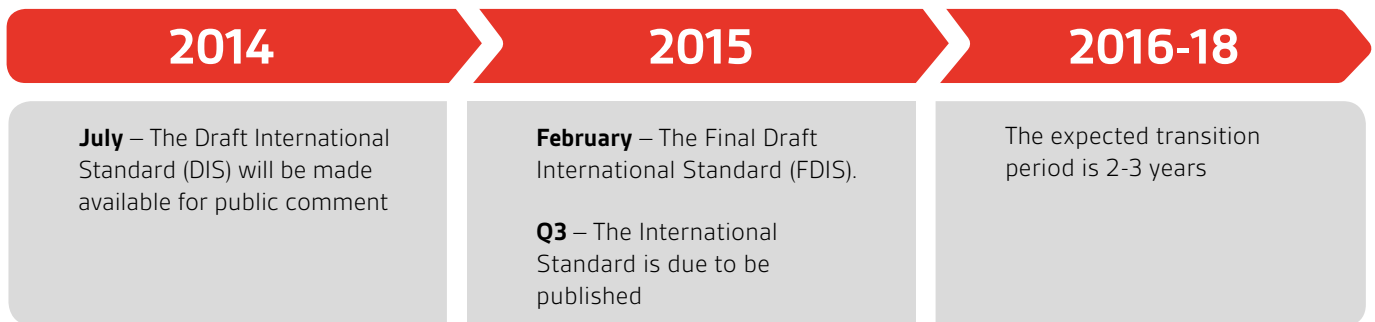 2014
2015
2016-18
July – The Draft International
Standard (DIS) will be made
available for public comment
February – The Final Draft
International Standard (FDIS).
Q3 – The International
Standard is due to be
published
The expected transition
period is 2-3 years